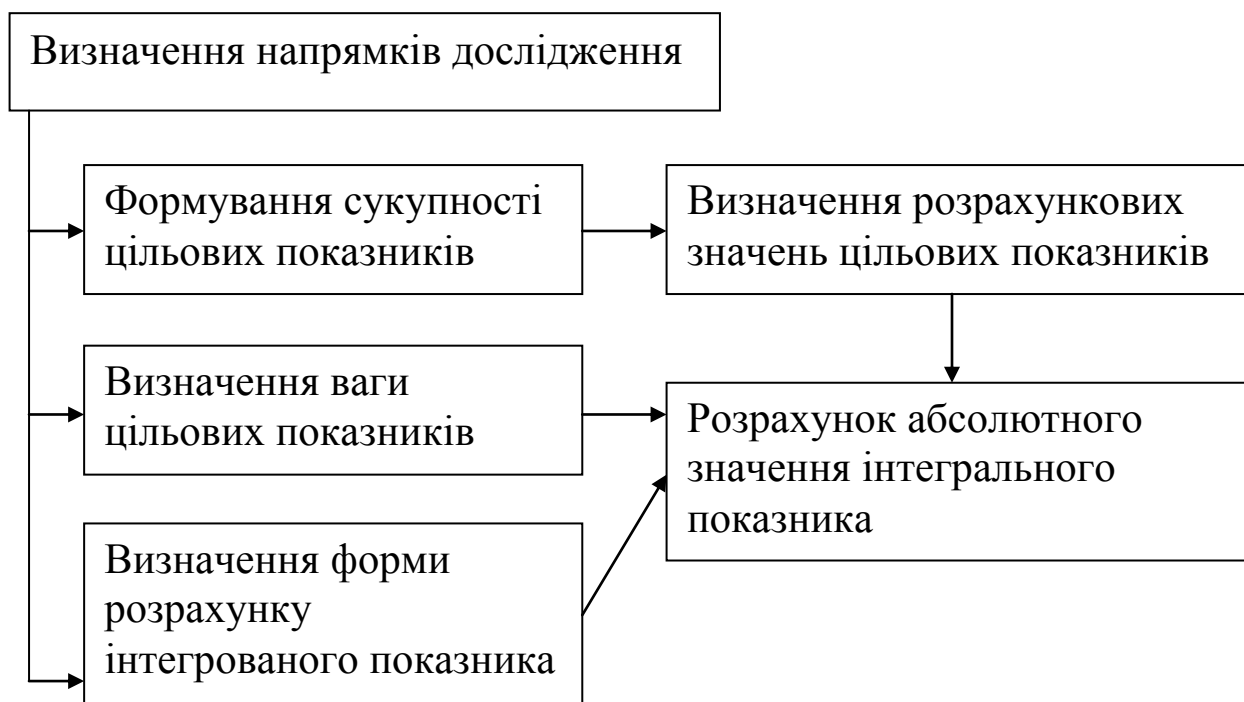 Визначення напрямків дослідження
Формування сукупності
цільових показників
Визначення розрахункових
значень цільових показників
Визначення ваги
цільових показників
Розрахунок абсолютного
значення інтегрального
показника
Визначення форми
розрахунку
інтегрованого показника